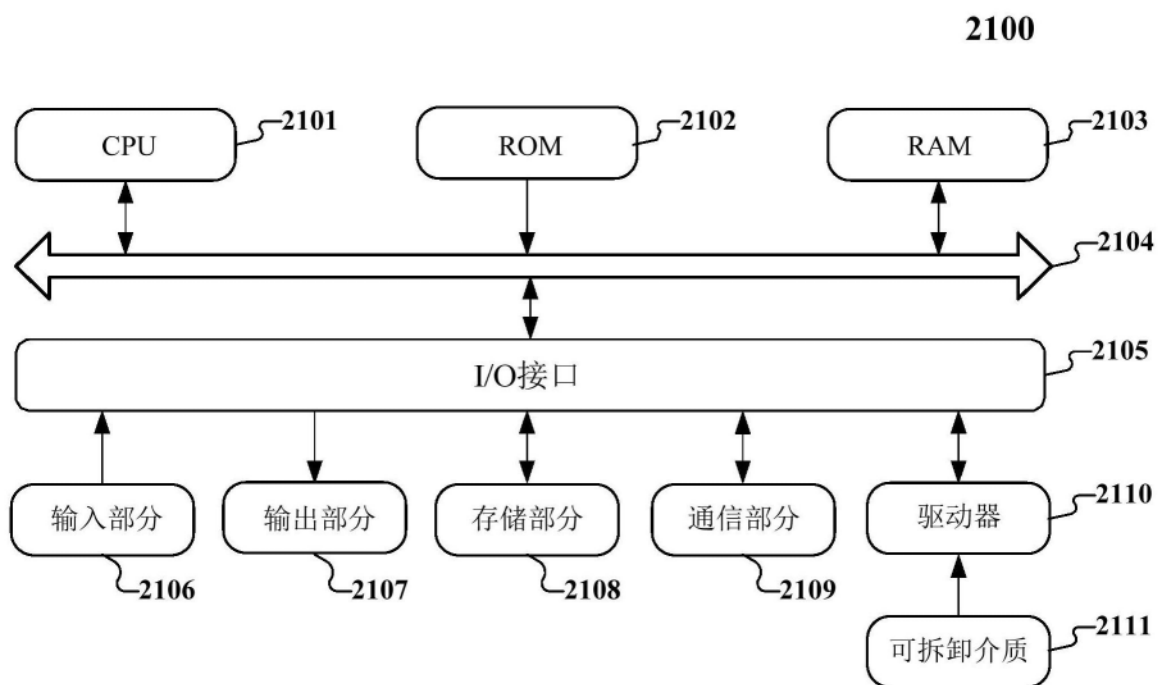 2100
CPU 2101
ROM 2102
RAM 2103
2104
I/O接口 2105
输入部分 2106
输出部分 2107
存储部分 2108
通信部分 2109
驱动器 2110
可拆卸介质 2111